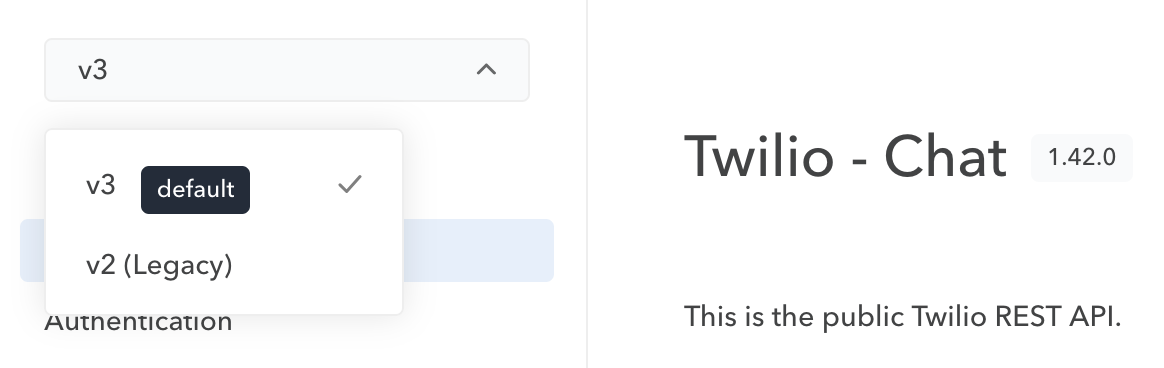 v3
v3 default
v2 (Legacy)
Authentication
Twilio - Chat 1.42.0
This is the public Twilio REST API.